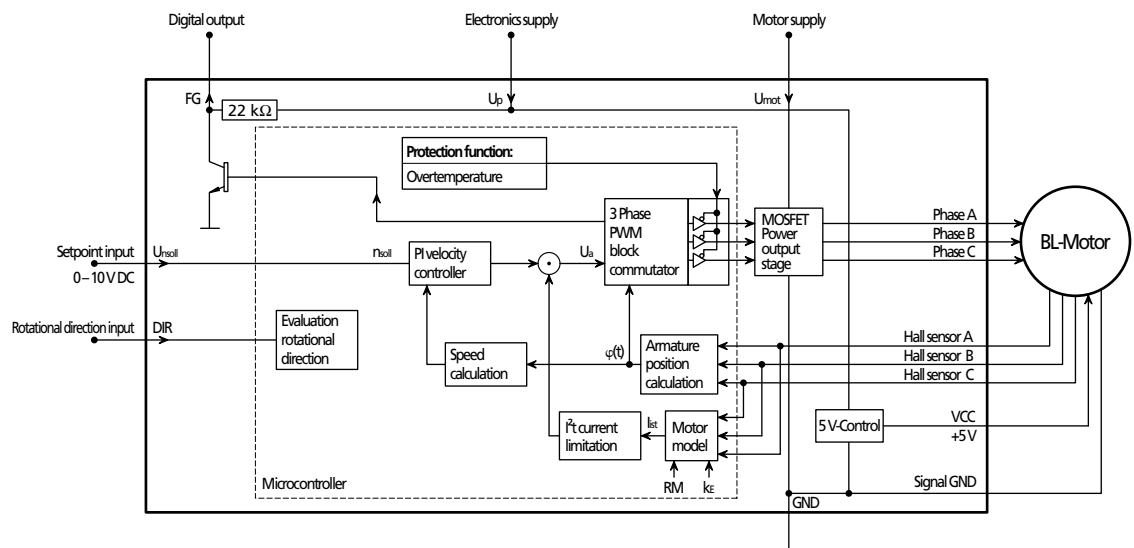 Digital output
Electronics supply
Motor supply
FG
22 kΩ
Up
Umot
Protection function:
Overtemperature
3 Phase
PWM
block
commutator
MOSFET
Power
output
stage
Phase A
Phase B
Phase C
BL-Motor
Setpoint input
0–10 V DC
Unsoll
nsoll
PI velocity
controller
Ua
Rotational direction input
DIR
Evaluation
rotational
direction
Speed
calculation
φ(t)
Armature
position
calculation
Hall sensor A
Hall sensor B
Hall sensor C
I²t current
limitation
Iist
Motor
model
5 V-Control
VCC
+5 V
Microcontroller
RM
kE
GND
Signal GND